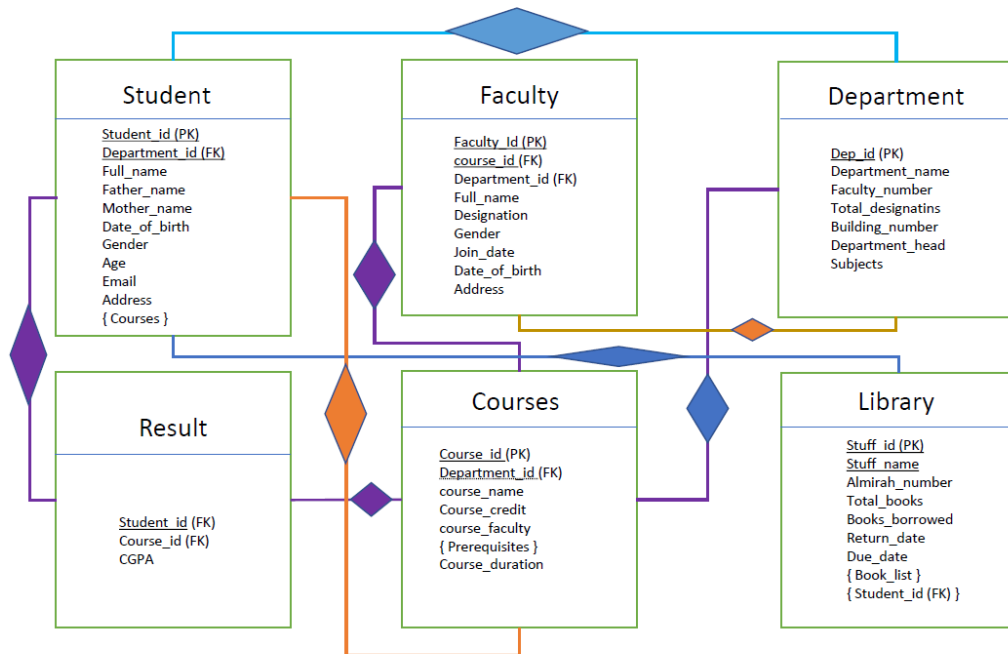 Student
Student_id (PK)
Department_id (FK)
Full_name
Father_name
Mother_name
Date_of_birth
Gender
Age
Email
Address
{ Courses }
Faculty
Faculty_Id (PK)
course_id (FK)
Department_id (FK)
Full_name
Designation
Gender
Join_date
Date_of_birth
Address
Department
Dep_id (PK)
Department_name
Faculty_number
Total_designatins
Building_number
Department_head
Subjects
Result
Student_id (FK)
Course_id (FK)
CGPA
Courses
Course_id (PK)
Department_id (FK)
course_name
Course_credit
course_faculty
{ Prerequisites }
Course_duration
Library
Stuff_id (PK)
Stuff_name
Almirah_number
Total_books
Books_borrowed
Return_date
Due_date
{ Book_list }
{ Student_id (FK) }